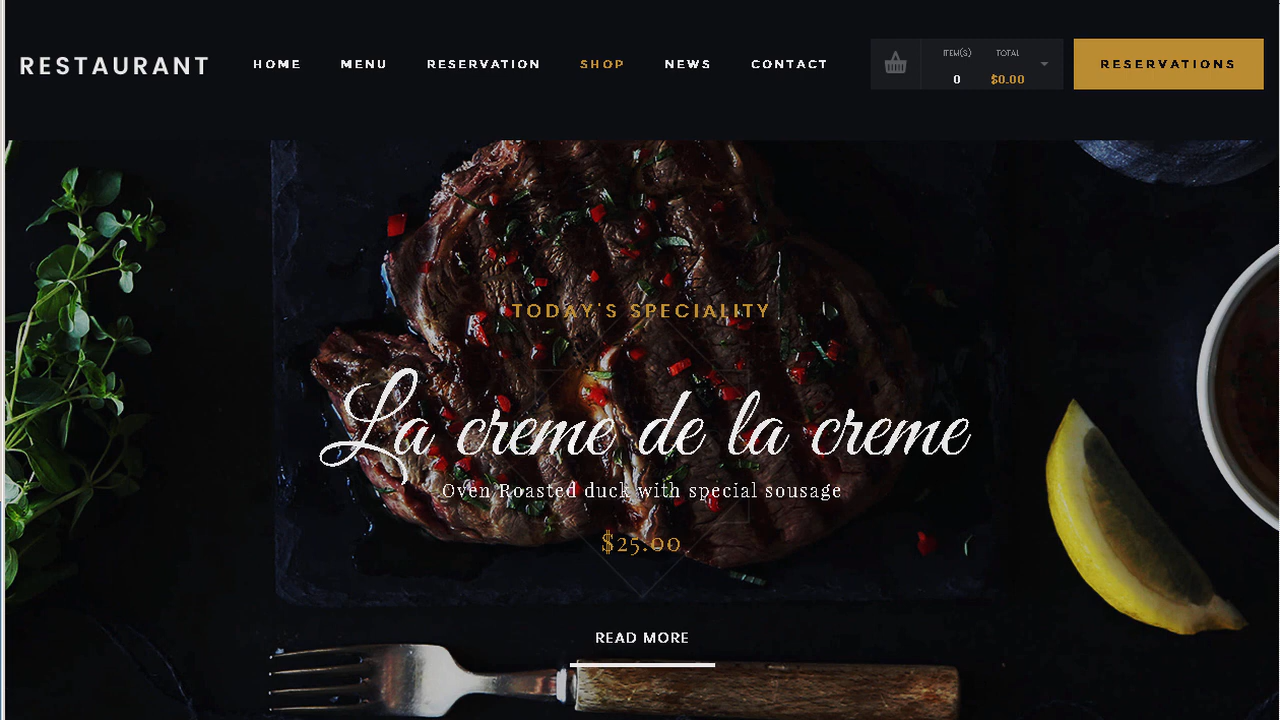 RESTAURANT
HOME MENU RESERVATION SHOP NEWS CONTACT
ITEM(S) TOTAL
0 $0.00
RESERVATIONS
TODAY'S SPECIALITY
La creme de la creme
Oven Roasted duck with special sousage
$25.00
READ MORE